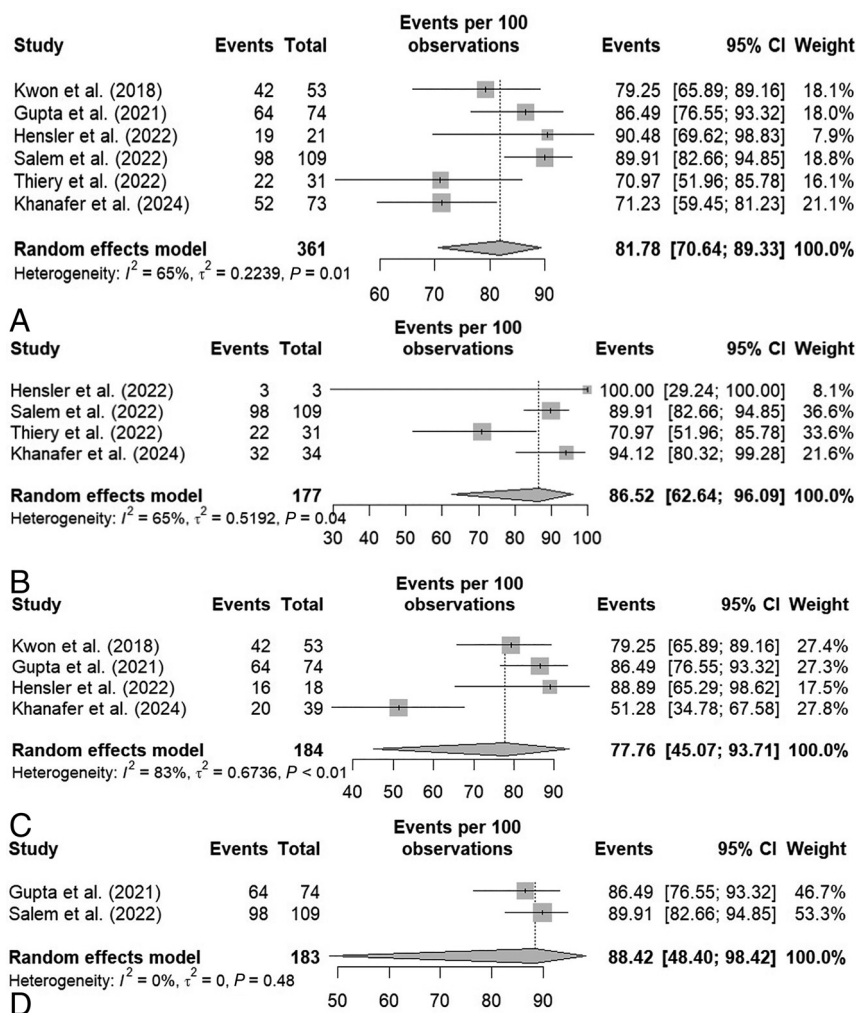 Events per 100
Study Events Total observations Events 95% CI Weight
Kwon et al. (2018) 42 53 79.25 [65.89; 89.16] 18.1%
Gupta et al. (2021) 64 74 86.49 [76.55; 93.32] 18.0%
Hensler et al. (2022) 19 21 90.48 [69.62; 98.83] 7.9%
Salem et al. (2022) 98 109 89.91 [82.66; 94.85] 18.8%
Thiery et al. (2022) 22 31 70.97 [51.96; 85.78] 16.1%
Khanafer et al. (2024) 52 73 71.23 [59.45; 81.23] 21.1%
Random effects model 361 81.78 [70.64; 89.33] 100.0%
Heterogeneity: I² = 65%, τ² = 0.2239, P = 0.01
60 70 80 90
A
Events per 100
Study Events Total observations Events 95% CI Weight
Hensler et al. (2022) 3 3 100.00 [29.24; 100.00] 8.1%
Salem et al. (2022) 98 109 89.91 [82.66; 94.85] 36.6%
Thiery et al. (2022) 22 31 70.97 [51.96; 85.78] 33.6%
Khanafer et al. (2024) 32 34 94.12 [80.32; 99.28] 21.6%
Random effects model 177 86.52 [62.64; 96.09] 100.0%
Heterogeneity: I² = 65%, τ² = 0.5192, P = 0.04
30 40 50 60 70 80 90 100
B
Events per 100
Study Events Total observations Events 95% CI Weight
Kwon et al. (2018) 42 53 79.25 [65.89; 89.16] 27.4%
Gupta et al. (2021) 64 74 86.49 [76.55; 93.32] 27.3%
Hensler et al. (2022) 16 18 88.89 [65.29; 98.62] 17.5%
Khanafer et al. (2024) 20 39 51.28 [34.78; 67.58] 27.8%
Random effects model 184 77.76 [45.07; 93.71] 100.0%
Heterogeneity: I² = 83%, τ² = 0.6736, P < 0.01
40 50 60 70 80 90
C
Events per 100
Study Events Total observations Events 95% CI Weight
Gupta et al. (2021) 64 74 86.49 [76.55; 93.32] 46.7%
Salem et al. (2022) 98 109 89.91 [82.66; 94.85] 53.3%
Random effects model 183 88.42 [48.40; 98.42] 100.0%
Heterogeneity: I² = 0%, τ² = 0, P = 0.48
50 60 70 80 90
D